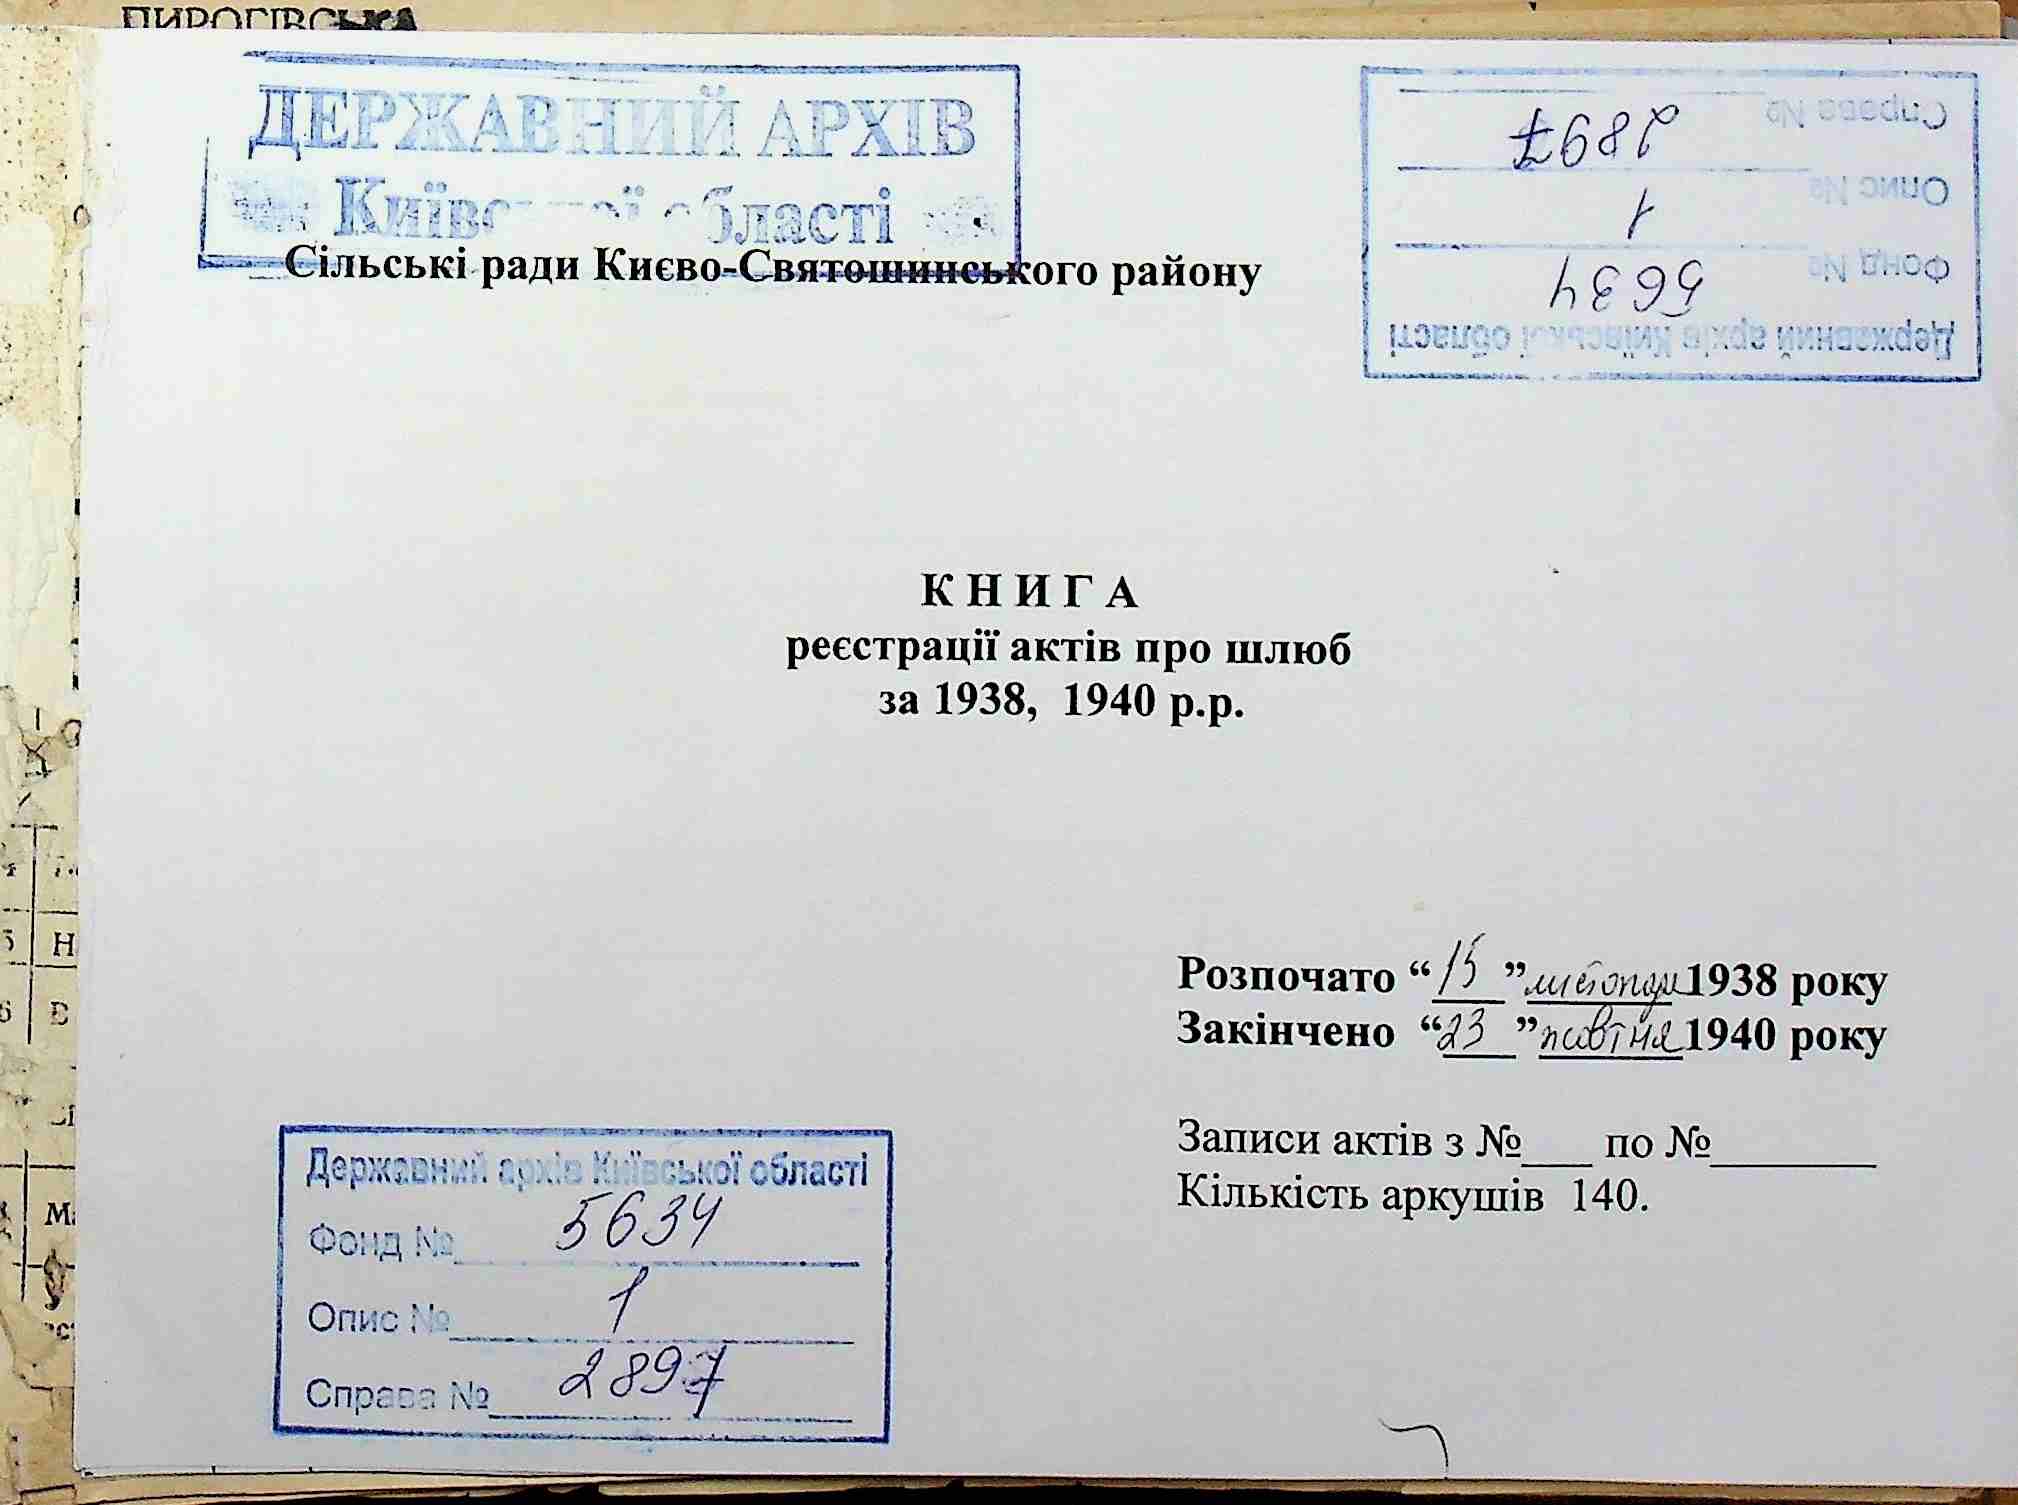 ПИРОГІВСЬКА
ДЕРЖАВНИЙ АРХІВ
Київської області
Сільські ради Києво-Святошинського району
Справа № 2897
Опис № 1
Фонд № 5634
Державний архів Київської області
К Н И Г А
реєстрації актів про шлюб
за 1938, 1940 р.р.
Розпочато “15” листопада 1938 року
Закінчено “23” жовтня 1940 року
Записи актів з №___ по №_______
Кількість аркушів 140.
Державний архів Київської області
Фонд № 5634
Опис № 1
Справа № 2897